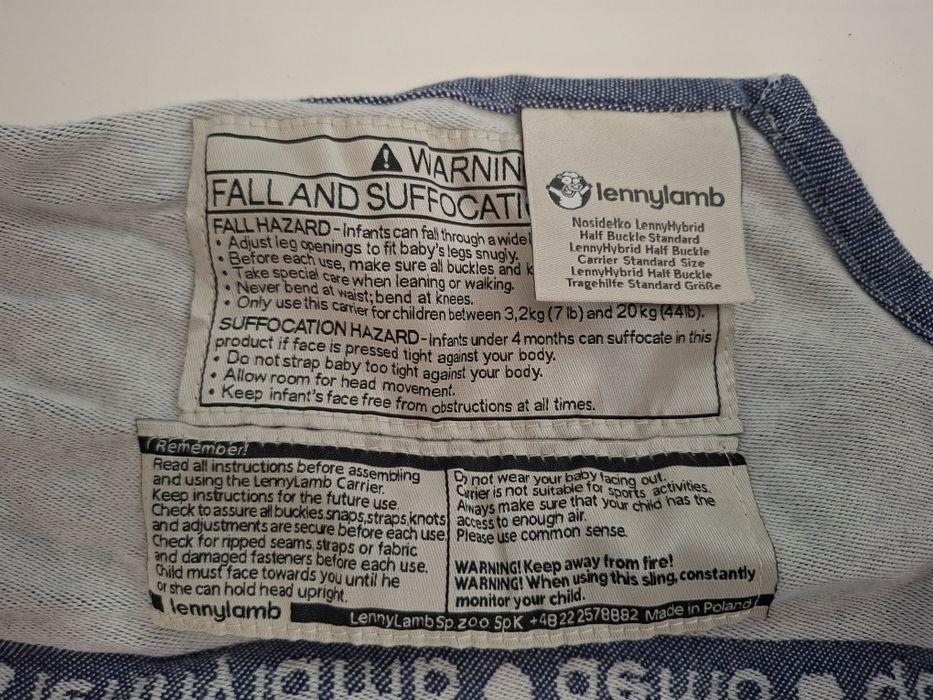 WARNIN
FALL AND SUFFOCATI
FALL HAZARD - Infants can fall through a wide l
• Adjust leg openings to fit baby's legs snugly.
• Before each use, make sure all buckles and k
• Take special care when leaning or walking.
• Never bend at waist; bend at knees.
• Only use this carrier for children between 3,2kg (7 lb) and 20 kg (44lb).
SUFFOCATION HAZARD - Infants under 4 months can suffocate in this
product if face is pressed tight against your body.
• Do not strap baby too tight against your body.
• Allow room for head movement.
• Keep infant's face free from obstructions at all times.
lennylamb
Nosidełko LennyHybrid
Half Buckle Standard
LennyHybrid Half Buckle
Carrier Standard Size
LennyHybrid Half Buckle
Tragehilfe Standard Größe
Remember!
Read all instructions before assembling
and using the LennyLamb Carrier.
Keep instructions for the future use.
Check to assure all buckles,snaps,straps,knots
and adjustments are secure before each use.
Check for ripped seams, straps or fabric
and damaged fasteners before each use.
Child must face towards you until he
or she can hold head upright.
Do not wear your baby facing out.
Carrier is not suitable for sports activities.
Always make sure that your child has the
access to enough air.
Please use common sense.
WARNING! Keep away from fire!
WARNING! When using this sling, constantly
monitor your child.
lennylamb
LennyLamb Sp zoo Sp K +48 22 2578882 Made in Poland